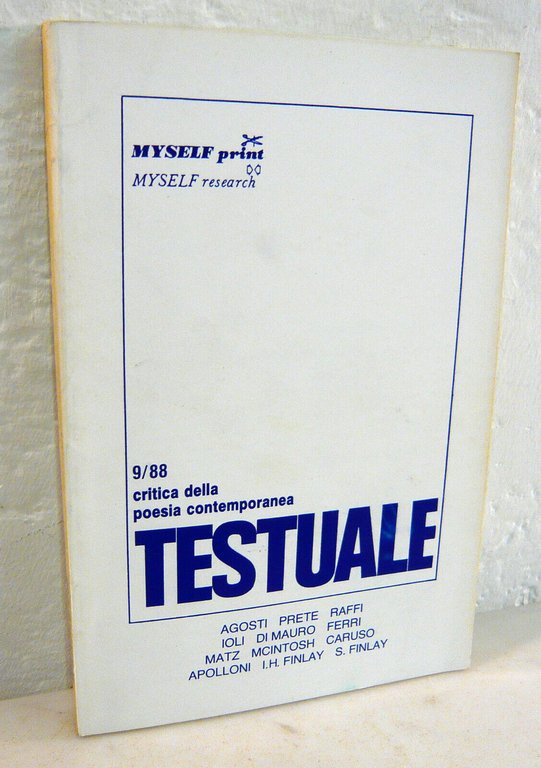 MYSELF print
MYSELF research
9/88
critica della
poesia contemporanea
TESTUALE
AGOSTI PRETE RAFFI
IOLI DI MAURO FERRI
MATZ MCINTOSH CARUSO
APOLLONI I.H. FINLAY S. FINLAY